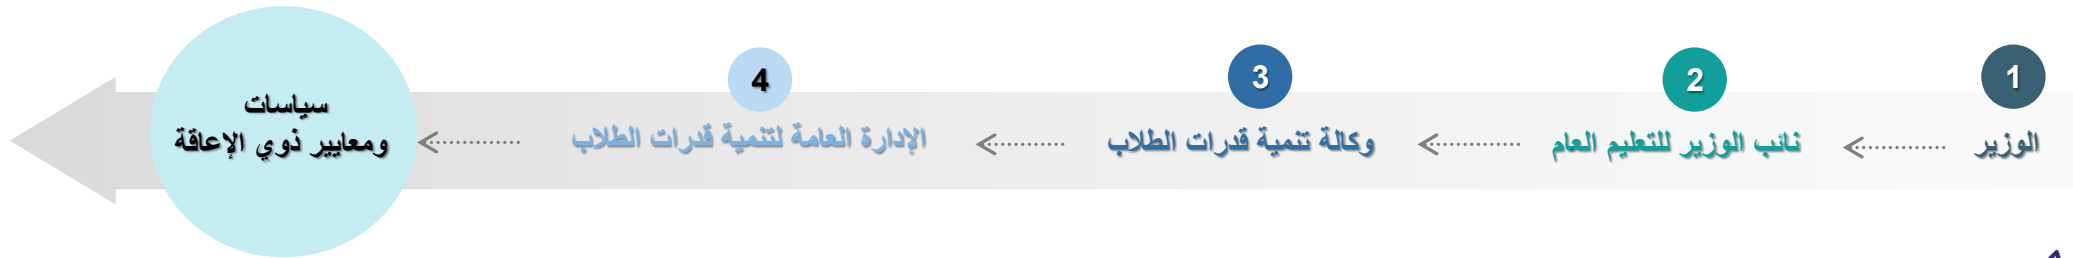 1
الوزير
2
نائب الوزير للتعليم العام
3
وكالة تنمية قدرات الطلاب
4
الإدارة العامة لتنمية قدرات الطلاب
سياسات
ومعايير ذوي الإعاقة